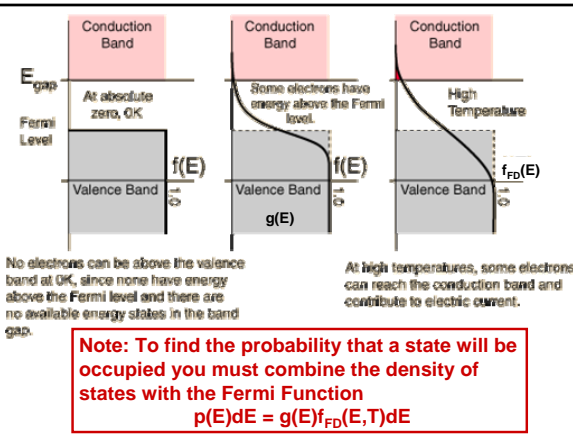 Conduction
Band
Conduction
Band
Conduction
Band
Egap
At absolute
zero, 0K
Some electrons have
energy above the Fermi
level.
High
Temperature
Fermi
Level
f(E)
f(E)
fFD(E)
Valence Band
1.0
Valence Band
1.0
Valence Band
1.0
g(E)
No electrons can be above the valence
band at 0K, since none have energy
above the Fermi level and there are
no available energy states in the band
gap.
At high temperatures, some electrons
can reach the conduction band and
contribute to electric current.
Note: To find the probability that a state will be
occupied you must combine the density of
states with the Fermi Function
p(E)dE = g(E)fFD(E,T)dE